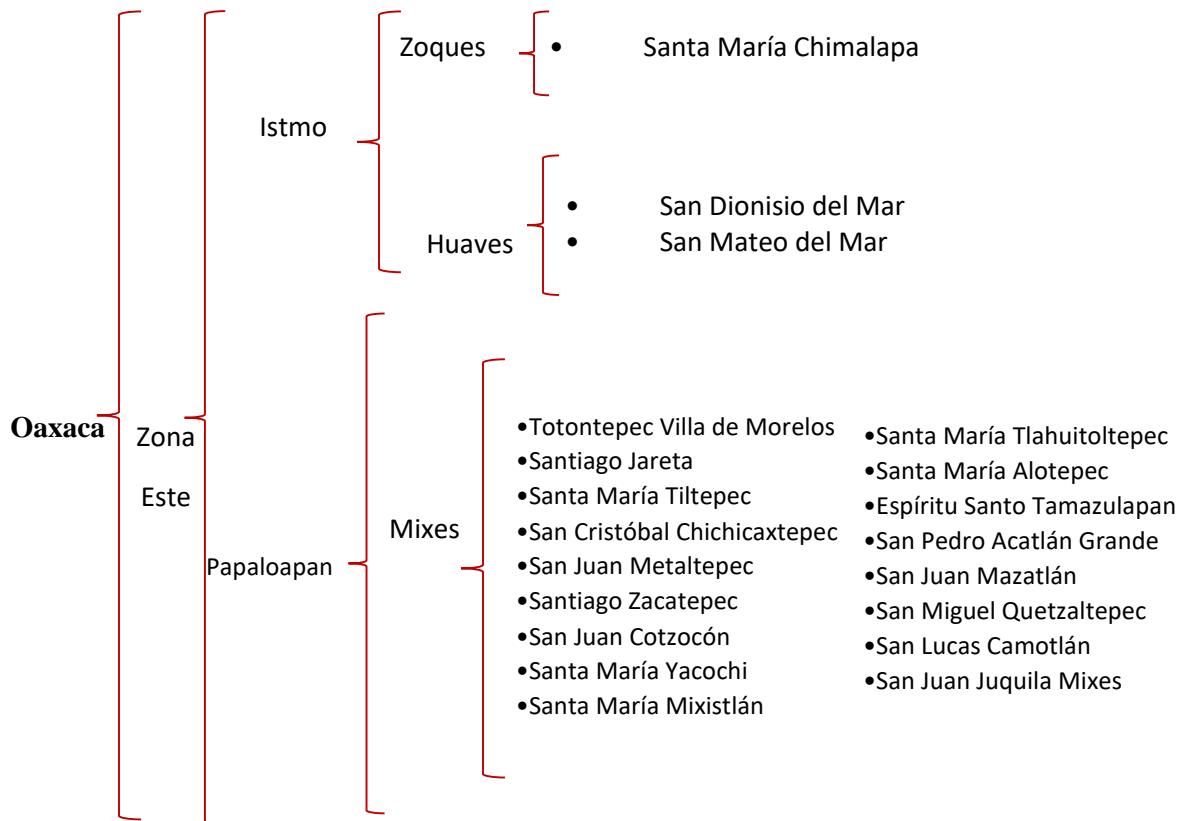 Oaxaca
Zona
Este
Istmo
Zoques
• Santa María Chimalapa
Huaves
• San Dionisio del Mar
• San Mateo del Mar
Papaloapan
Mixes
•Totontepec Villa de Morelos
•Santiago Jareta
•Santa María Tiltepec
•San Cristóbal Chichicaxtepec
•San Juan Metaltepec
•Santiago Zacatepec
•San Juan Cotzocón
•Santa María Yacochi
•Santa María Mixistlán
•Santa María Tlahuitoltepec
•Santa María Alotepec
•Espíritu Santo Tamazulapan
•San Pedro Acatlán Grande
•San Juan Mazatlán
•San Miguel Quetzaltepec
•San Lucas Camotlán
•San Juan Juquila Mixes